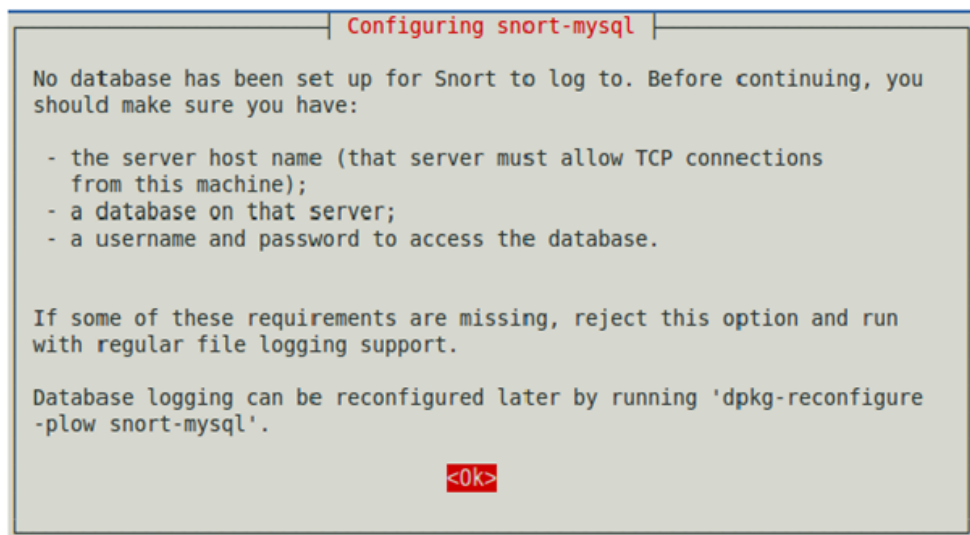 Configuring snort-mysql
No database has been set up for Snort to log to. Before continuing, you
should make sure you have:
- the server host name (that server must allow TCP connections
from this machine);
- a database on that server;
- a username and password to access the database.
If some of these requirements are missing, reject this option and run
with regular file logging support.
Database logging can be reconfigured later by running 'dpkg-reconfigure
-plow snort-mysql'.
<Ok>